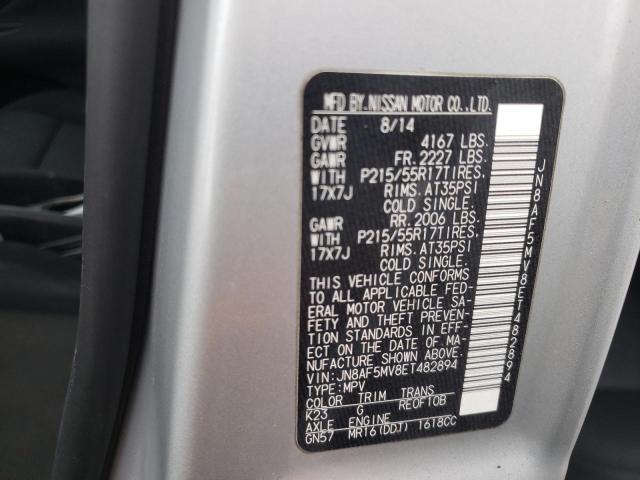 MFD BY.NISSAN MOTOR CO.,LTD.
DATE 8/14
GVWR 4167 LBS.
GAWR FR. 2227 LBS.
WITH P215/55R17TIRES,
17X7J RIMS. AT35PSI
COLD SINGLE.
GAWR RR. 2006 LBS.
WITH P215/55R17TIRES,
17X7J RIMS. AT35PSI
COLD SINGLE.
THIS VEHICLE CONFORMS
TO ALL APPLICABLE FED-
ERAL MOTOR VEHICLE SA-
FETY AND THEFT PREVEN-
TION STANDARDS IN EFF-
ECT ON THE DATE OF MA-
NUFACTURE SHOWN ABOVE.
VIN: JN8AF5MV8ET482894
TYPE: MPV
COLOR TRIM TRANS
K23 G RE0F10B
AXLE ENGINE
GN57 MR16(DDT) 1618CC
JN8AF5MV8ET482894